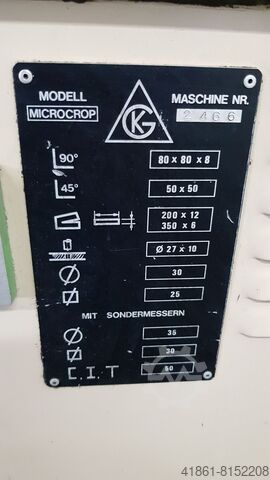 MODELL MASCHINE NR.
MICROCROP KG 2466
90° 80 x 80 x 8
45° 50 x 50
200 x 12
350 x 6
Ø 27 x 10
30
25
MIT SONDERMESSERN
35
30
C.I.T 50
41861-8152208